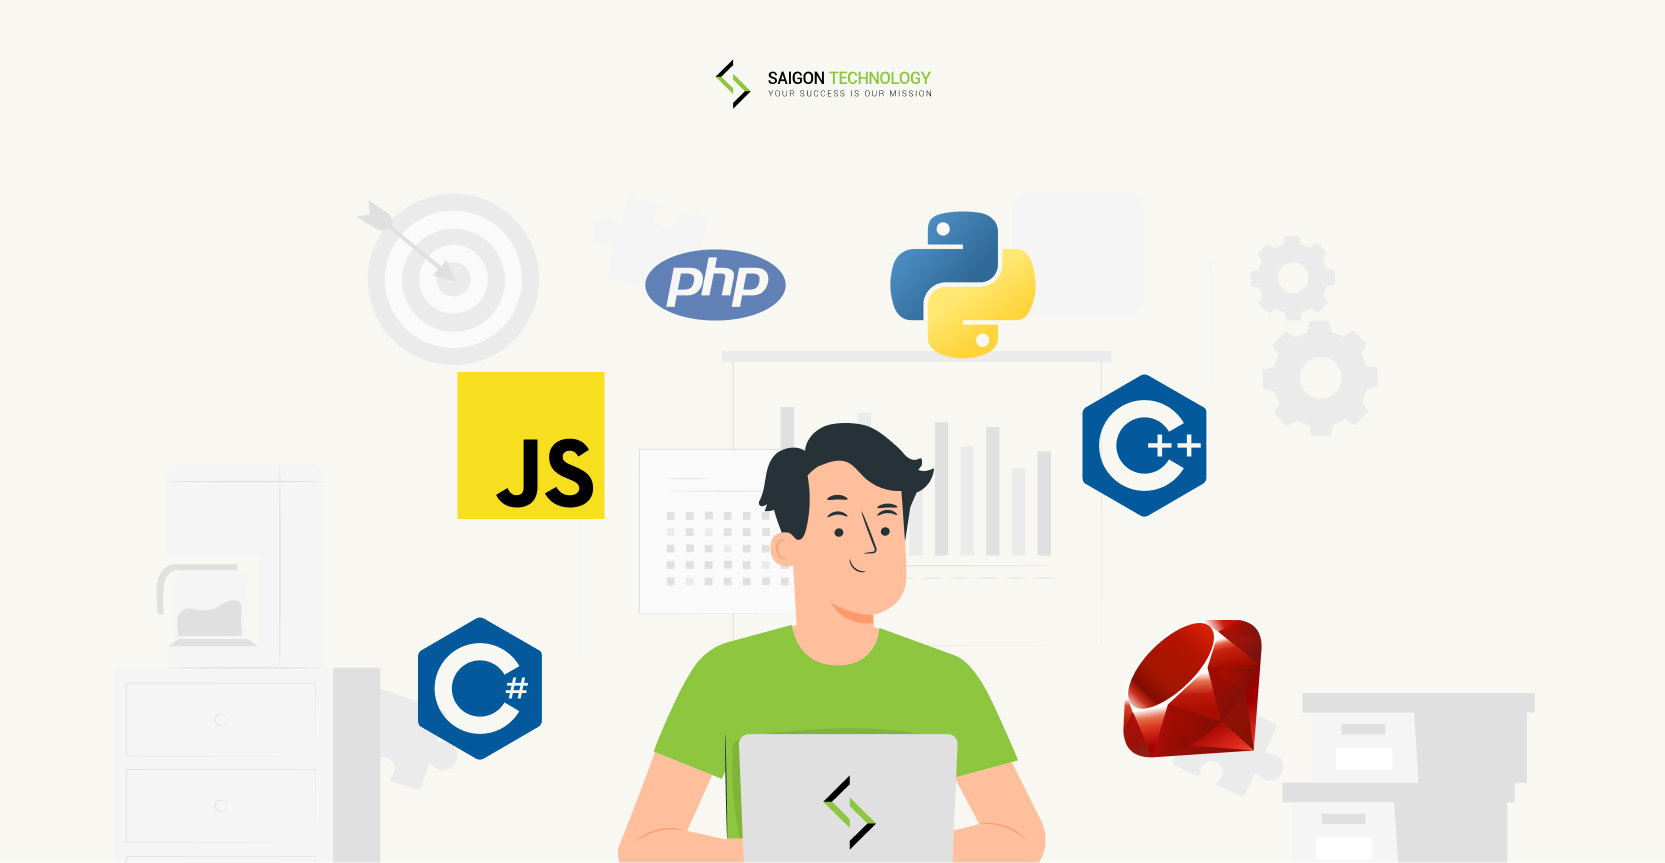 SAIGON TECHNOLOGY
YOUR SUCCESS IS OUR MISSION
php
JS
C++
C#